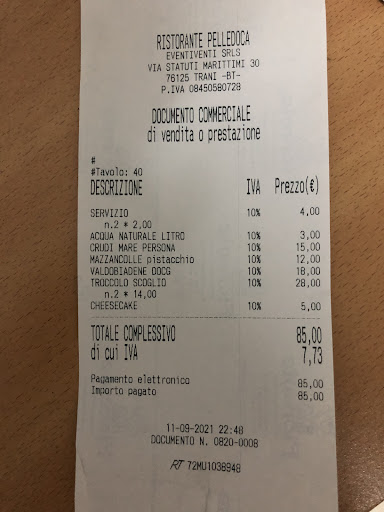 RISTORANTE PELLEDOCA
EVENTIVENTI SRLS
VIA STATUTI MARITTIMI 30
76125 TRANI -BT-
P.IVA 08450580728
DOCUMENTO COMMERCIALE
di vendita o prestazione
#
#Tavolo: 40
DESCRIZIONE IVA Prezzo(€)
SERVIZIO 10% 4,00
n.2 * 2,00
ACQUA NATURALE LITRO 10% 3,00
CRUDI MARE PERSONA 10% 15,00
MAZZANCOLLE pistacchio 10% 12,00
VALDOBIADENE DOCG 10% 18,00
TROCCOLO SCOGLIO 10% 28,00
n.2 * 14,00
CHEESECAKE 10% 5,00
TOTALE COMPLESSIVO 85,00
di cui IVA 7,73
Pagamento elettronico 85,00
Importo pagato 85,00
11-09-2021 22:48
DOCUMENTO N. 0820-0008
RT 72MU1038948